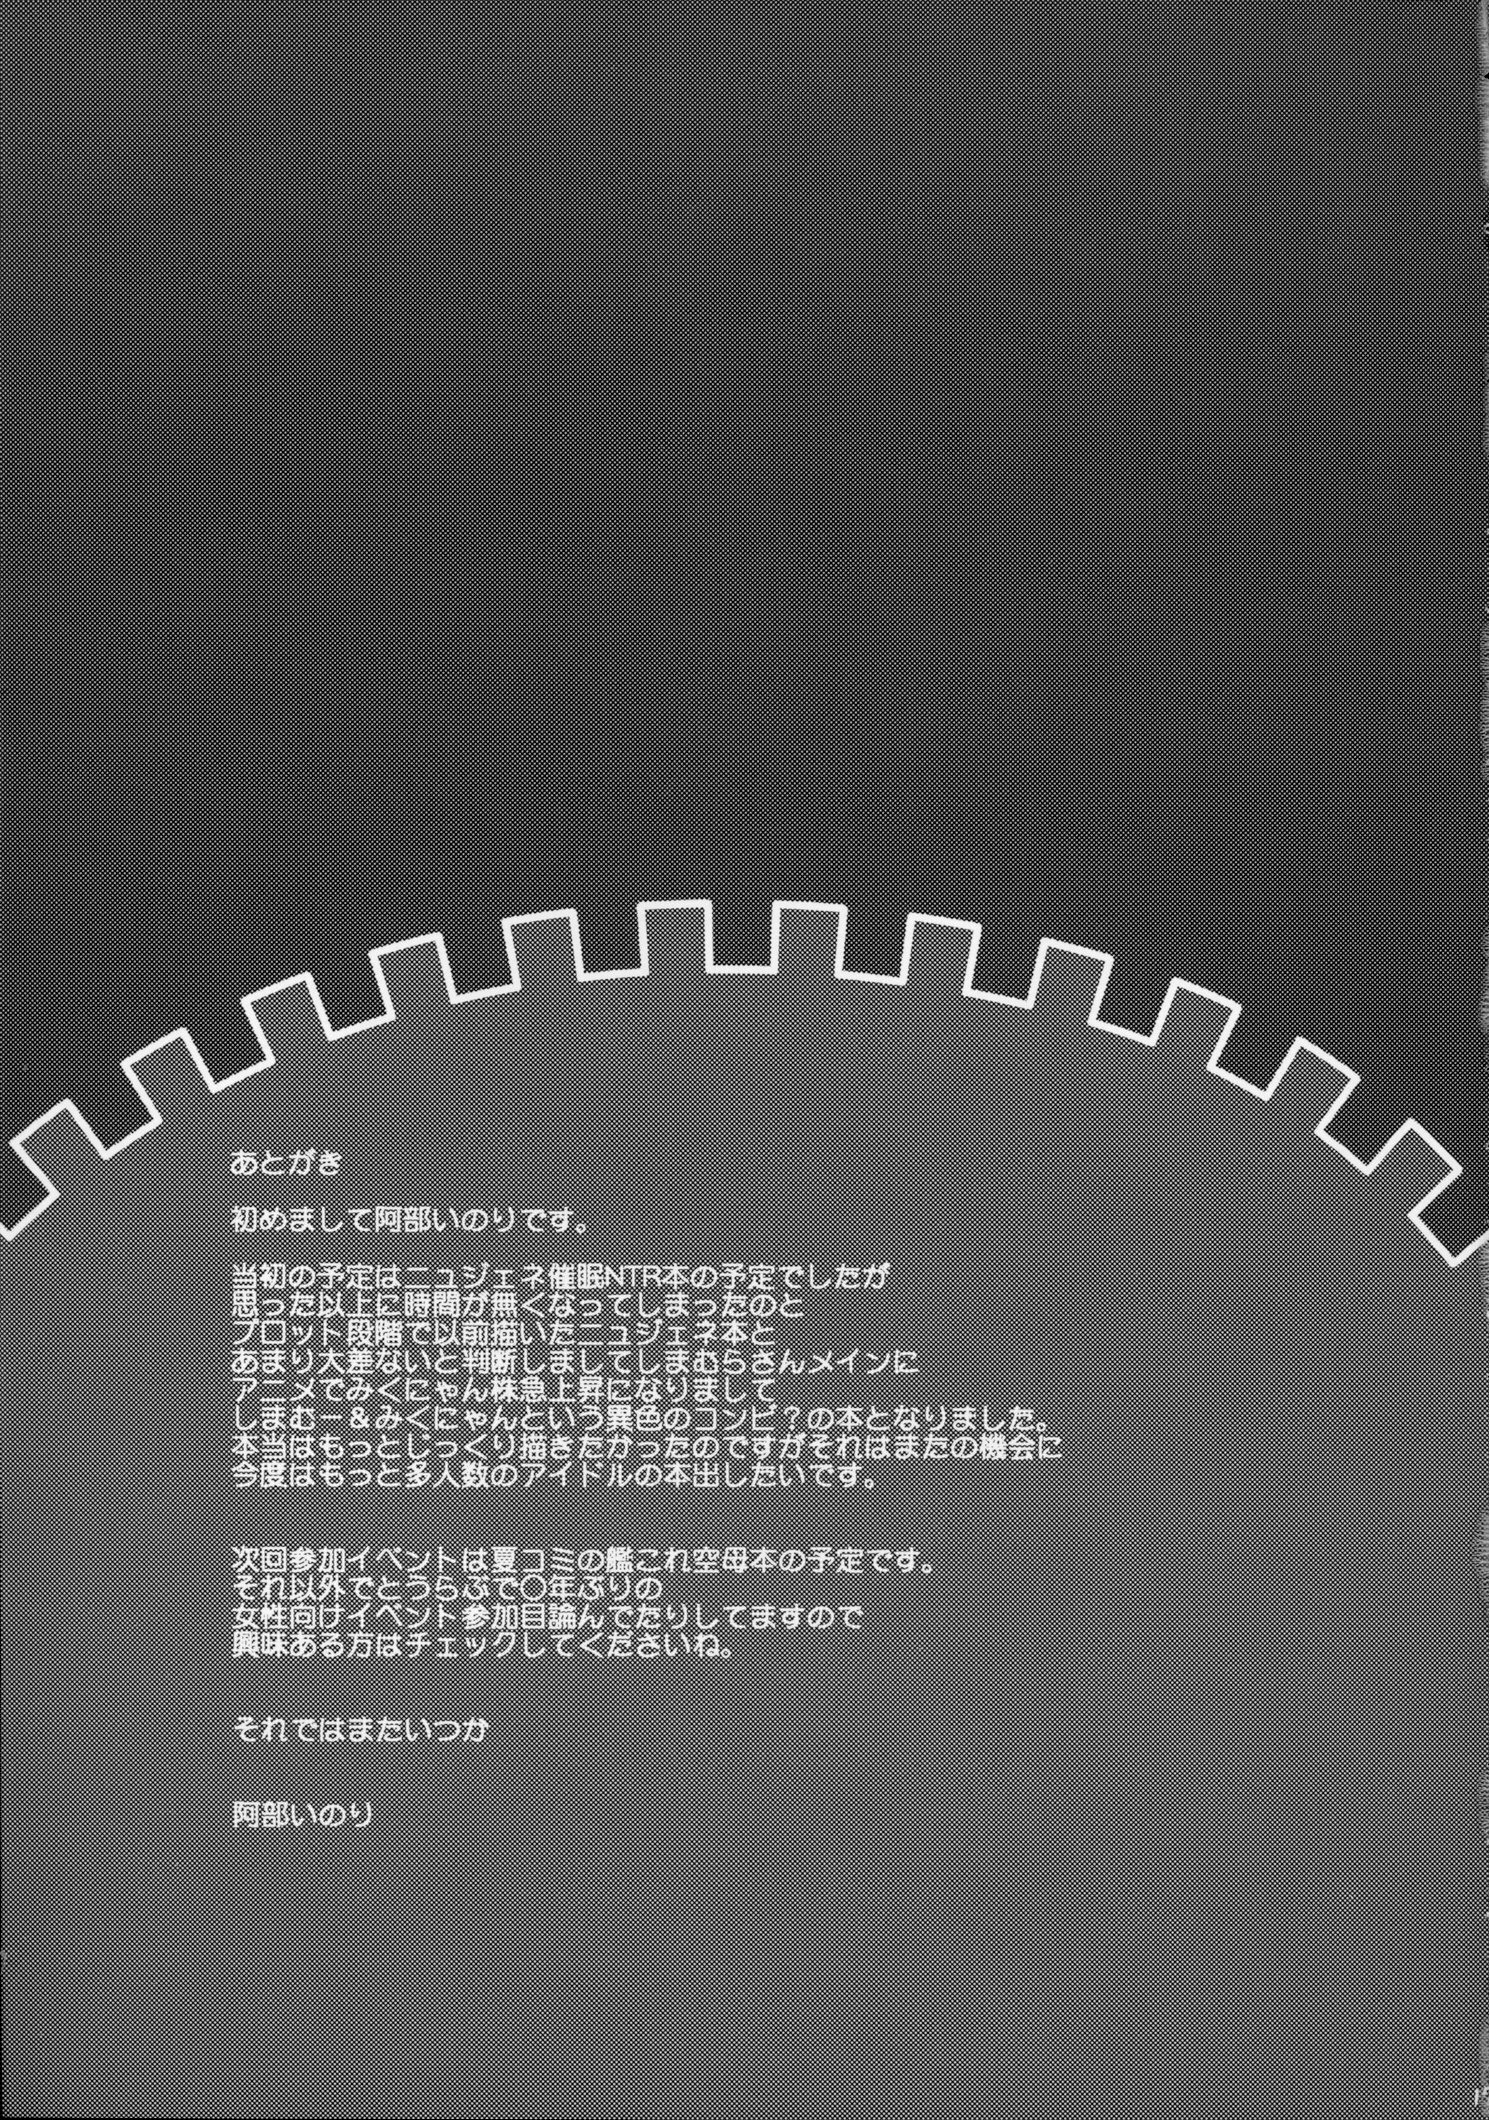 あとがき
初めまして阿部いのりです。
当初の予定はニュジェネ催眠NTR本の予定でしたが
思った以上に時間が無くなってしまったのと
プロット段階で以前描いたニュジェネ本と
あまり大差ないと判断しましてしまむらさんメインに
アニメでみくにゃん株急上昇になりまして
しまむー＆みくにゃんという異色のコンビ？の本となりました。
本当はもっとじっくり描きたかったのですがそれはまたの機会に
今度はもっと多人数のアイドルの本出したいです。
次回参加イベントは夏コミの艦これ空母本の予定です。
それ以外でとうらぶで〇年ぶりの
女性向けイベント参加目論んでたりしてますので
興味ある方はチェックしてくださいね。
それではまたいつか
阿部いのり